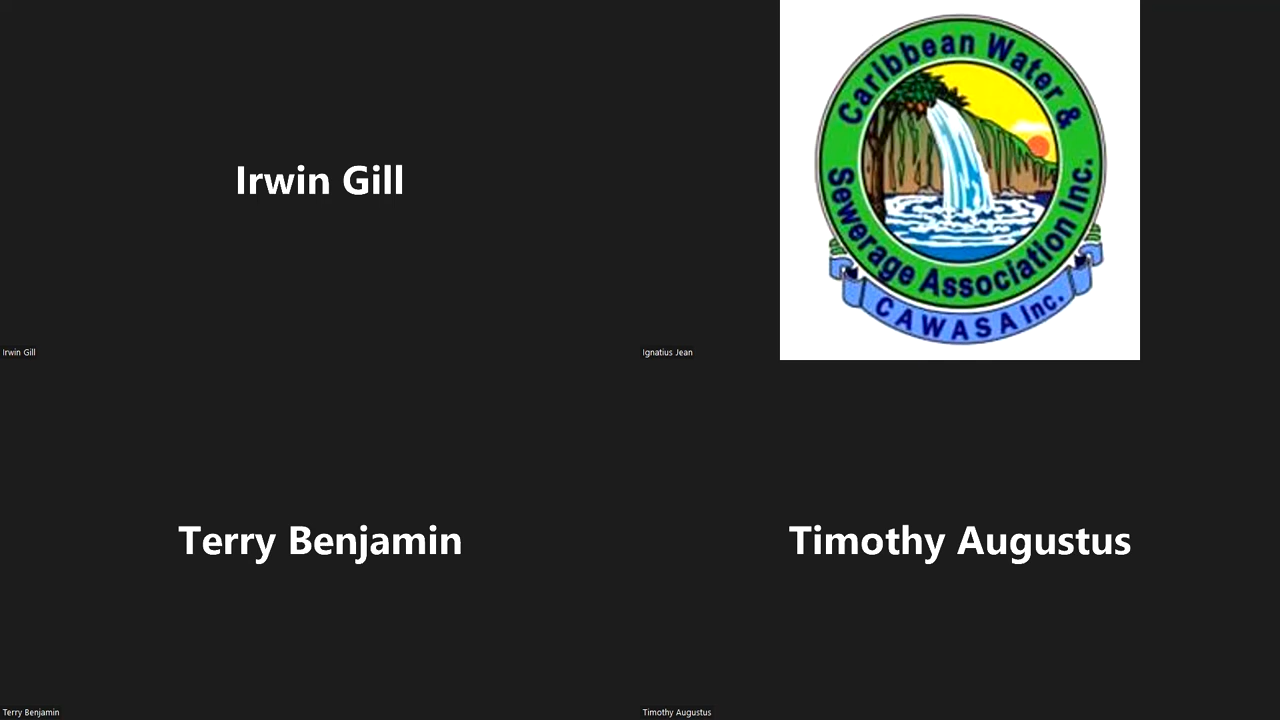 Irwin Gill
Irwin Gill
Caribbean Water &
Sewerage Association Inc.
CAWASA Inc.
Ignatius Jean
Terry Benjamin
Terry Benjamin
Timothy Augustus
Timothy Augustus